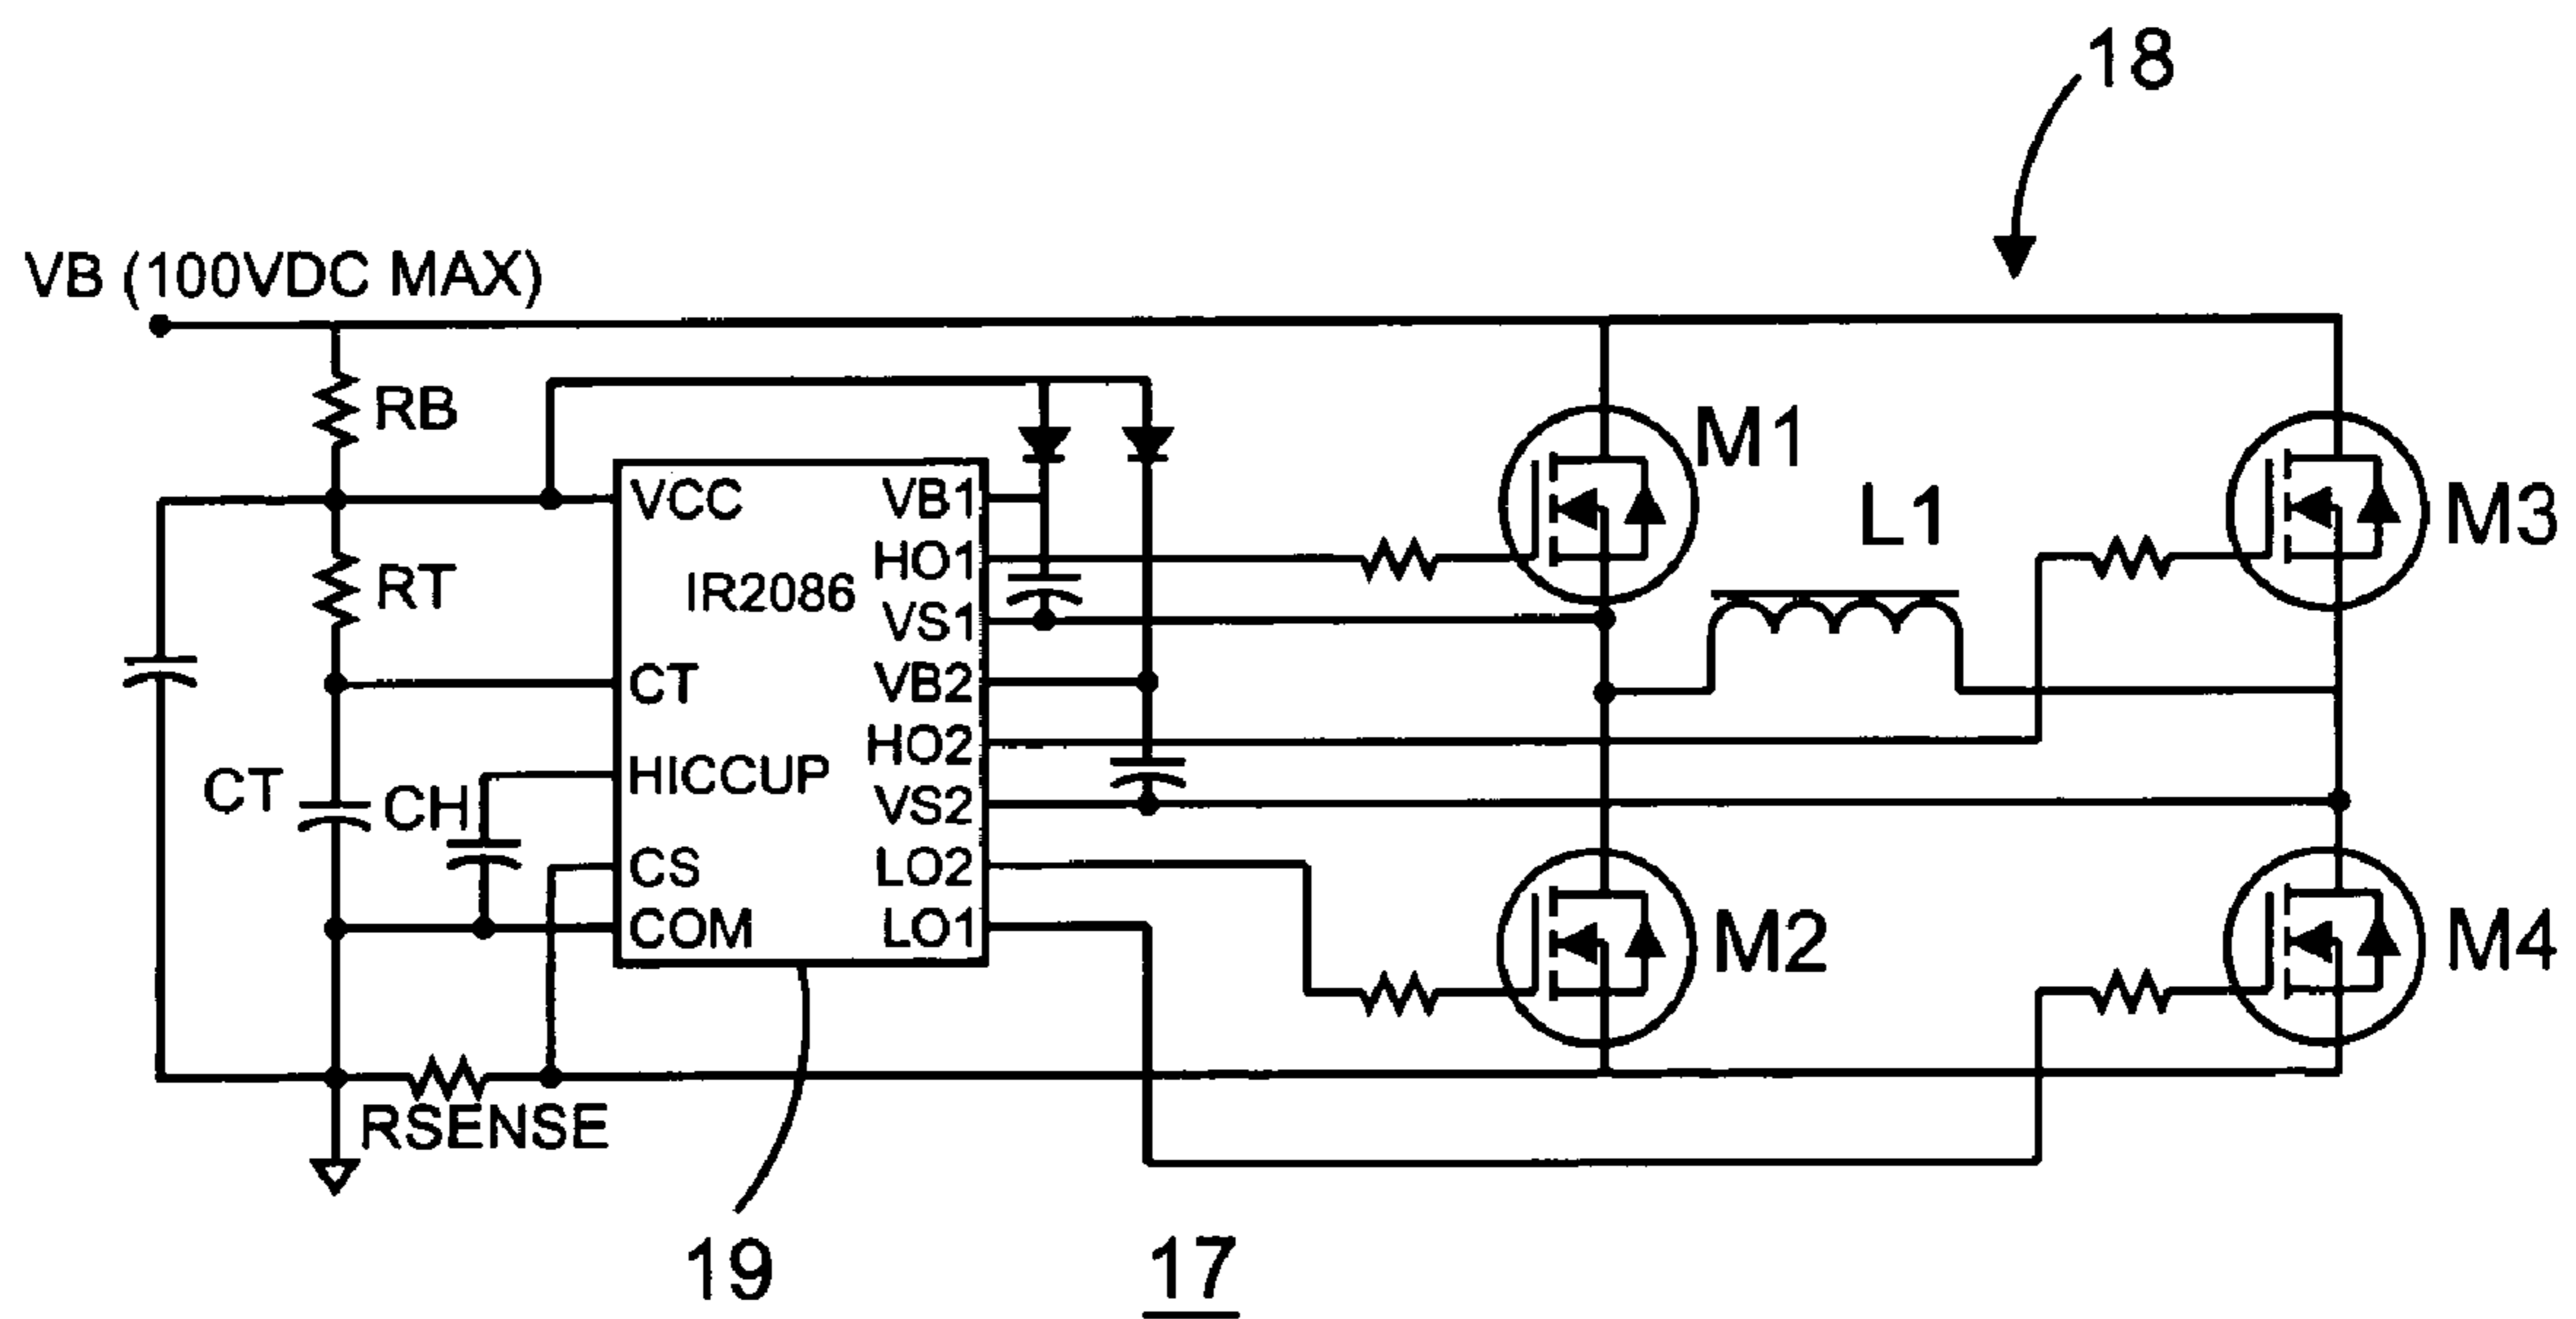 18
VB (100VDC MAX)
RB
M1
L1
M3
VCC
VB1
HO1
IR2086
RT
VS1
CT
VB2
HO2
HICCUP
CT
CH
VS2
CS
LO2
COM
LO1
M2
M4
RSENSE
19
17